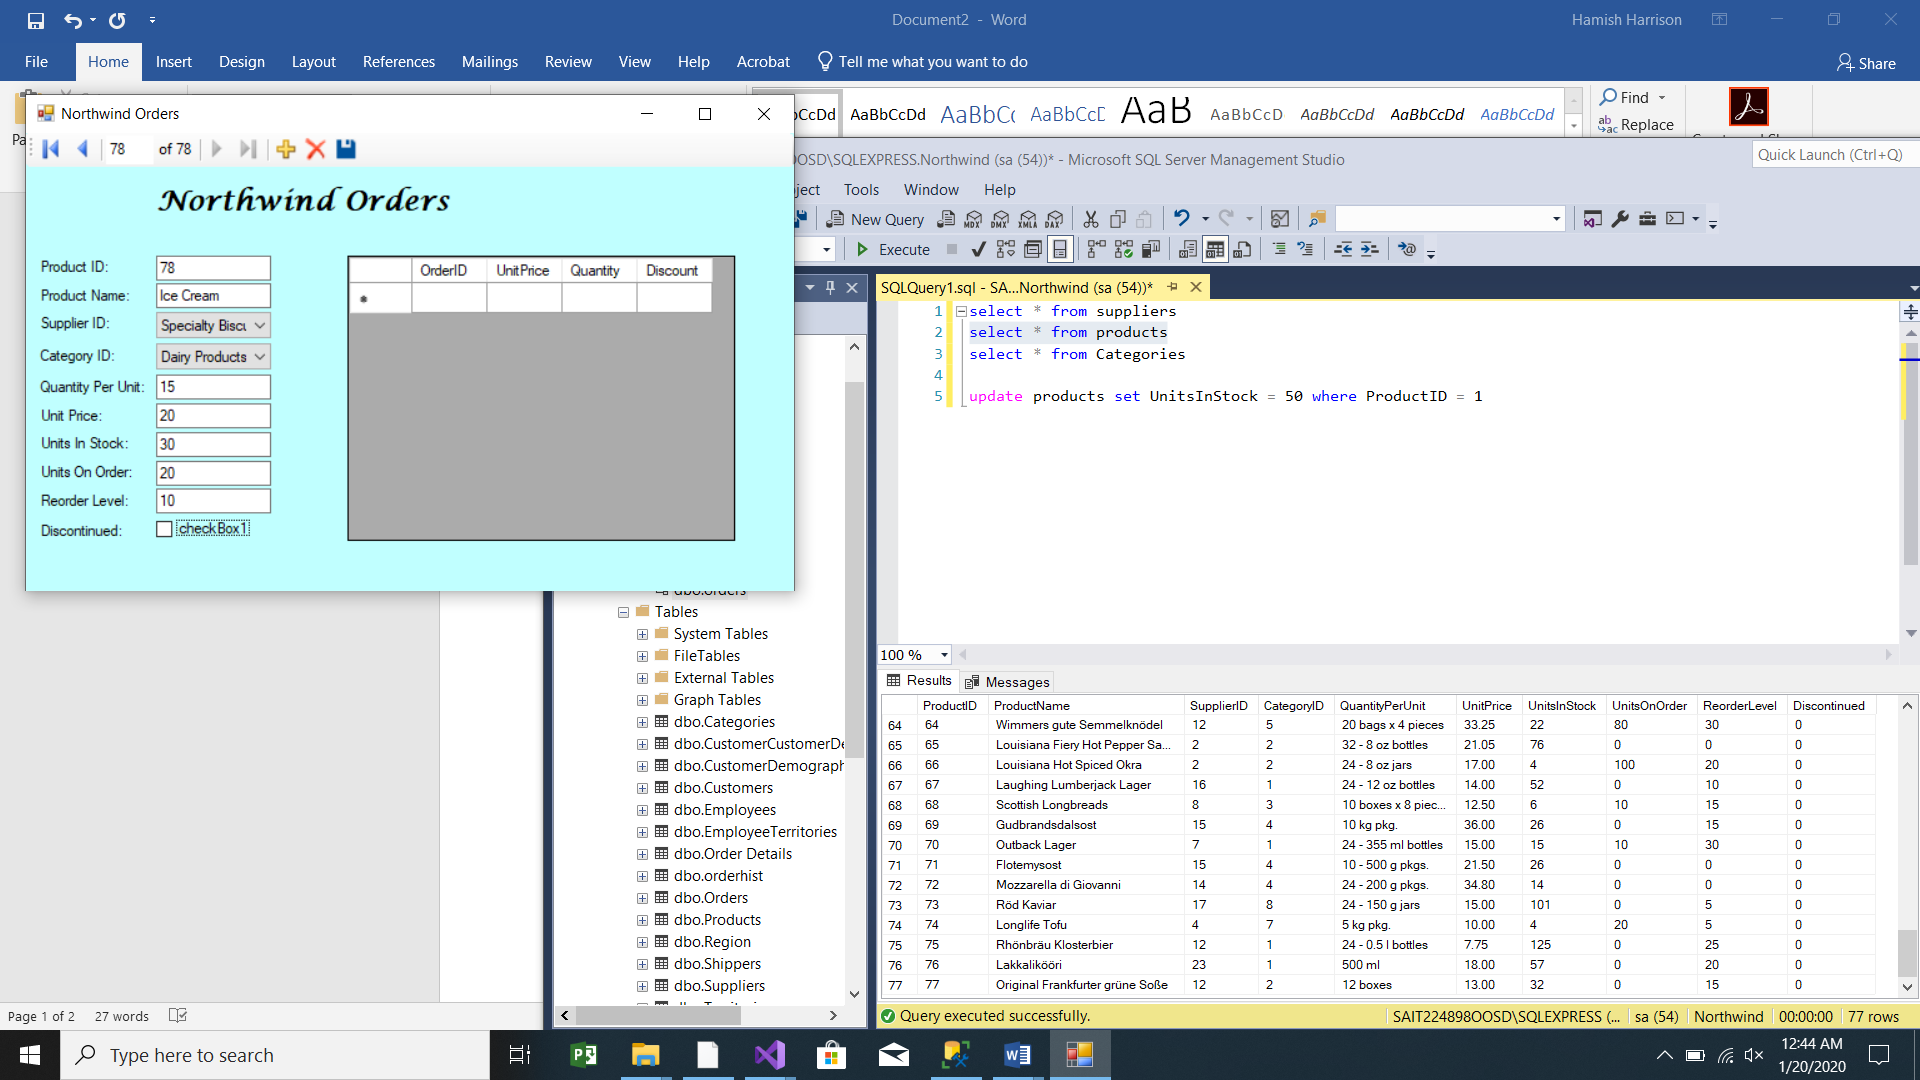 Document2 - Word
Hamish Harrison
File Home Insert Design Layout References Mailings Review View Help Acrobat Tell me what you want to do
Share
AaBbCcDd AaBbCc AaB AaBbCcD AaBbCcDd AaBbCcDd AaBbCcDd
Find
Replace
Northwind Orders
78 of 78
Northwind Orders
Product ID: 78
Product Name: Ice Cream
Supplier ID: Specialty Biscu
Category ID: Dairy Products
Quantity Per Unit: 15
Unit Price: 20
Units In Stock: 30
Units On Order: 20
Reorder Level: 10
Discontinued: checkBox1
OrderID UnitPrice Quantity Discount
*
OOSD\SQLEXPRESS.Northwind (sa (54))* - Microsoft SQL Server Management Studio
Quick Launch (Ctrl+Q)
ject Tools Window Help
New Query MDX DMX XMLA DAX
Execute
SQLQuery1.sql - SA...Northwind (sa (54))*
1 select * from suppliers
2 select * from products
3 select * from Categories
4
5 update products set UnitsInStock = 50 where ProductID = 1
dbo.orders
Tables
System Tables
FileTables
External Tables
Graph Tables
dbo.Categories
dbo.CustomerCustomerDe
dbo.CustomerDemograph
dbo.Customers
dbo.Employees
dbo.EmployeeTerritories
dbo.Order Details
dbo.orderhist
dbo.Orders
dbo.Products
dbo.Region
dbo.Shippers
dbo.Suppliers
100 %
Results Messages
ProductID ProductName SupplierID CategoryID QuantityPerUnit UnitPrice UnitsInStock UnitsOnOrder ReorderLevel Discontinued
64 64 Wimmers gute Semmelknödel 12 5 20 bags x 4 pieces 33.25 22 80 30 0
65 65 Louisiana Fiery Hot Pepper Sa... 2 2 32 - 8 oz bottles 21.05 76 0 0 0
66 66 Louisiana Hot Spiced Okra 2 2 24 - 8 oz jars 17.00 4 100 20 0
67 67 Laughing Lumberjack Lager 16 1 24 - 12 oz bottles 14.00 52 0 10 0
68 68 Scottish Longbreads 8 3 10 boxes x 8 piec... 12.50 6 10 15 0
69 69 Gudbrandsdalsost 15 4 10 kg pkg. 36.00 26 0 15 0
70 70 Outback Lager 7 1 24 - 355 ml bottles 15.00 15 10 30 0
71 71 Flotemysost 15 4 10 - 500 g pkgs. 21.50 26 0 0 0
72 72 Mozzarella di Giovanni 14 4 24 - 200 g pkgs. 34.80 14 0 0 0
73 73 Röd Kaviar 17 8 24 - 150 g jars 15.00 101 0 5 0
74 74 Longlife Tofu 4 7 5 kg pkg. 10.00 4 20 5 0
75 75 Rhönbräu Klosterbier 12 1 24 - 0.5 l bottles 7.75 125 0 25 0
76 76 Lakkalikööri 23 1 500 ml 18.00 57 0 20 0
77 77 Original Frankfurter grüne Soße 12 2 12 boxes 13.00 32 0 15 0
Query executed successfully.
SAIT224898OOSD\SQLEXPRESS (... sa (54) Northwind 00:00:00 77 rows
Page 1 of 2 27 words
Type here to search
12:44 AM
1/20/2020